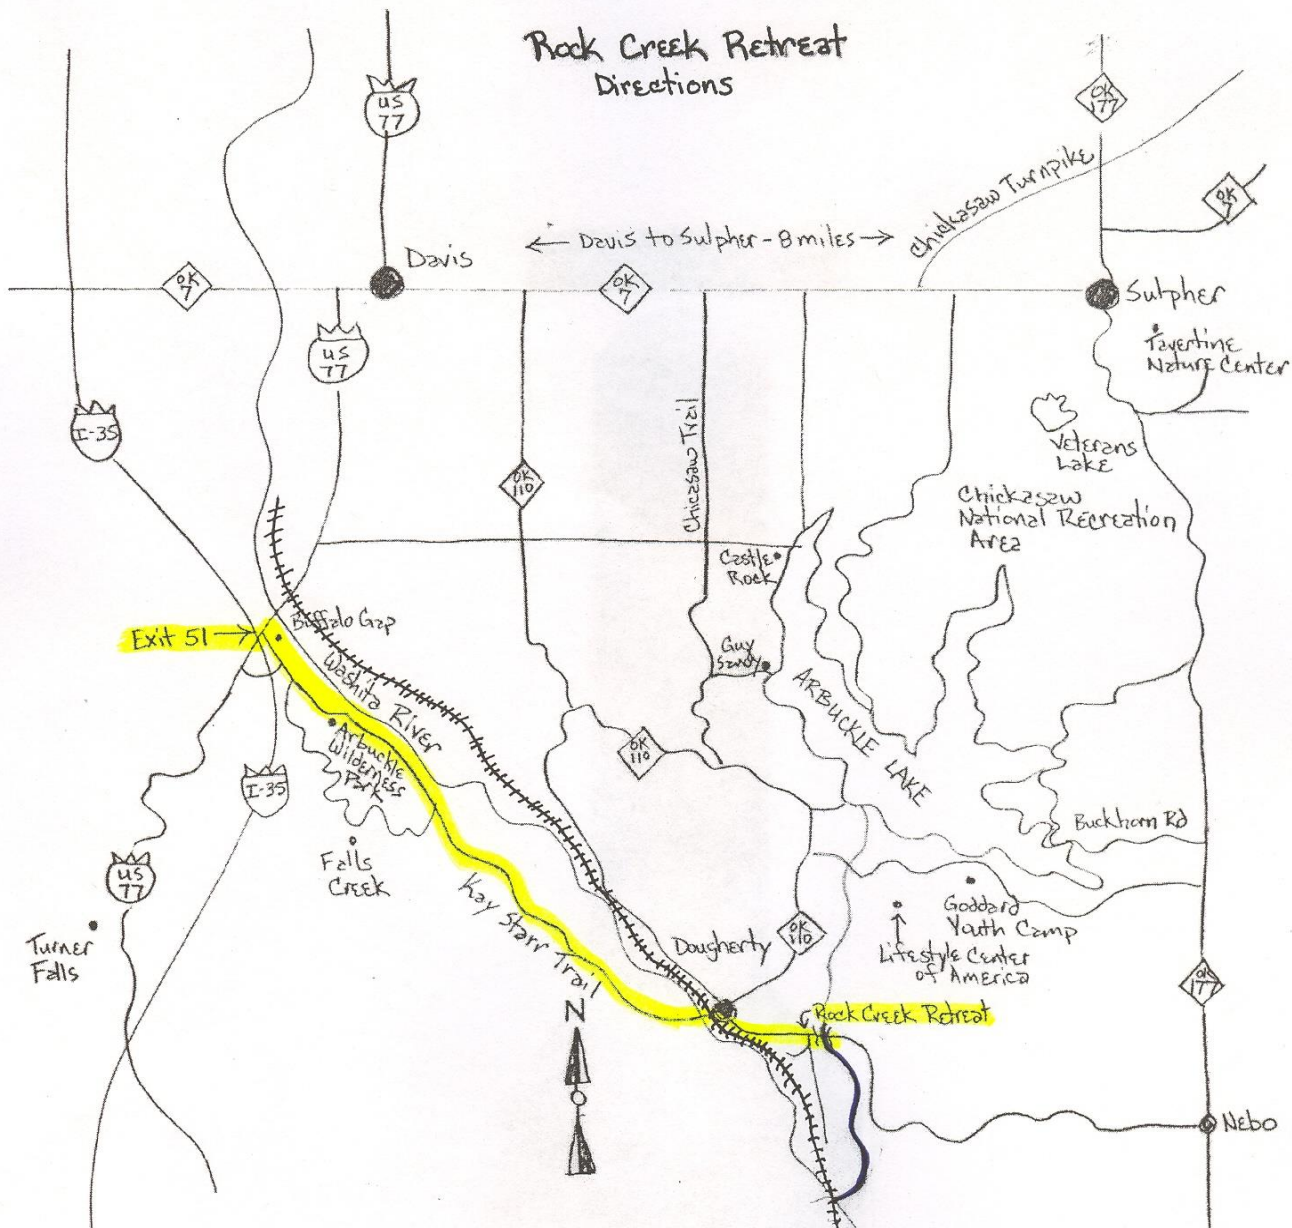 Rock Creek Retreat
Directions
US
77
OK
177
Chickasaw Turnpike
OK
7
← Davis to Sulpher - 8 miles →
Davis
OK
7
OK
7
Sulpher
US
77
Tavertine
Nature Center
I-35
Chicasaw Trail
Veterans
Lake
OK
110
Chickasaw
National Recreation
Area
Castle
Rock
Exit 51 →
Buffalo Gap
Guy
Sandy
Washita River
ARBUCKLE LAKE
Arbuckle
Wilderness
Park
OK
110
I-35
Buckhorn Rd
Falls
Creek
US
77
Kay Starr Trail
Goddard
Youth Camp
Turner
Falls
Dougherty
OK
110
Lifestyle Center
of America
OK
177
N
Rock Creek Retreat
Nebo